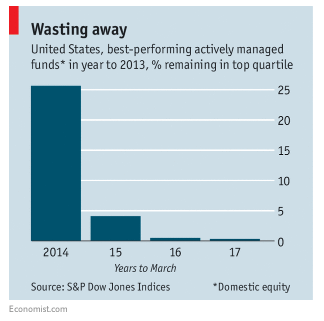 Wasting away
United States, best-performing actively managed
funds* in year to 2013, % remaining in top quartile
25
20
15
10
5
0
2014 15 16 17
Years to March
Source: S&P Dow Jones Indices *Domestic equity
Economist.com